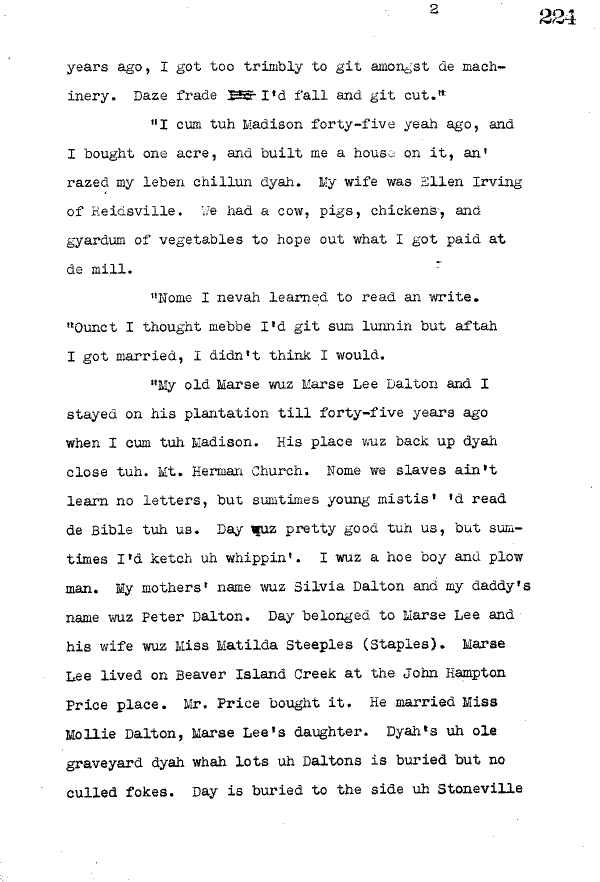 2
224
years ago, I got too trimbly to git amongst de mach-
inery. Daze frade I'd fall and git cut."
"I cum tuh Madison forty-five yeah ago, and
I bought one acre, and built me a house on it, an'
razed my leben chillun dyah. My wife was Ellen Irving
of Reidsville. We had a cow, pigs, chickens, and
gyardum of vegetables to hope out what I got paid at
de mill.
"Nome I nevah learned to read an write.
"Ounct I thought mebbe I'd git sum lunnin but aftah
I got married, I didn't think I would.
"My old Marse wuz Marse Lee Dalton and I
stayed on his plantation till forty-five years ago
when I cum tuh Madison. His place wuz back up dyah
close tuh. Mt. Herman Church. Nome we slaves ain't
learn no letters, but sumtimes young mistis' 'd read
de Bible tuh us. Day wuz pretty good tuh us, but sum-
times I'd ketch uh whippin'. I wuz a hoe boy and plow
man. My mothers' name wuz Silvia Dalton and my daddy's
name wuz Peter Dalton. Day belonged to Marse Lee and
his wife wuz Miss Matilda Steeples (Staples). Marse
Lee lived on Beaver Island Creek at the John Hampton
Price place. Mr. Price bought it. He married Miss
Mollie Dalton, Marse Lee's daughter. Dyah's uh ole
graveyard dyah whah lots uh Daltons is buried but no
culled fokes. Day is buried to the side uh Stoneville